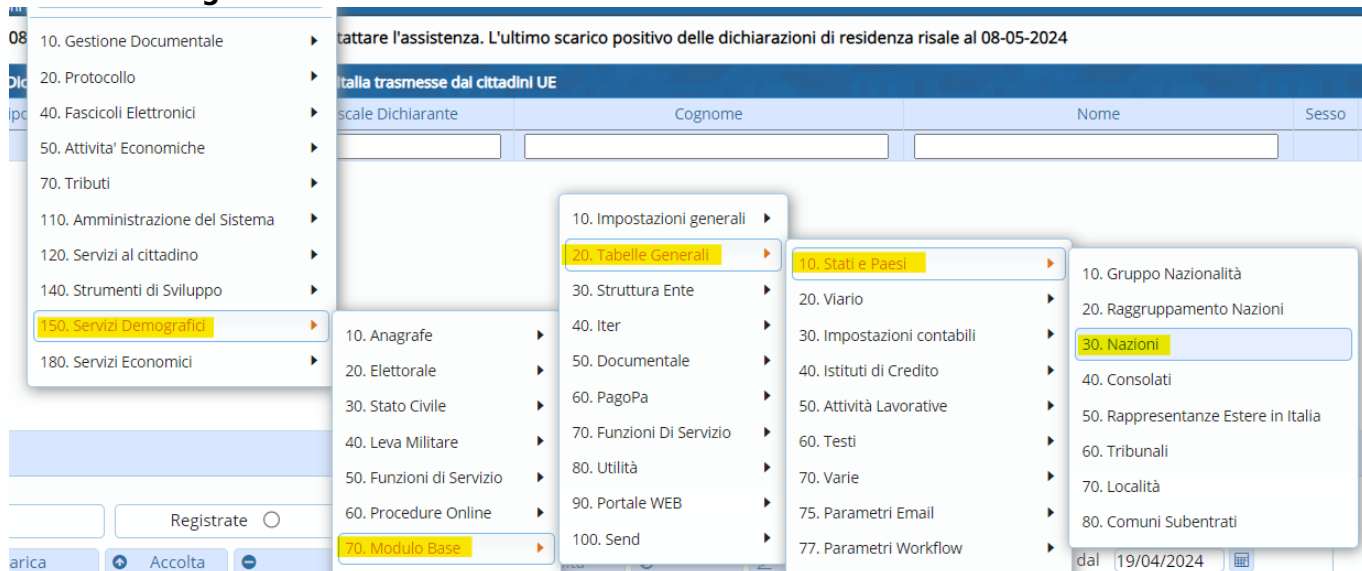 08
tattare l'assistenza. L'ultimo scarico positivo delle dichiarazioni di residenza risale al 08-05-2024
Italia trasmesse dai cittadini UE
scale Dichiarante
Cognome
Nome
Sesso
10. Gestione Documentale
20. Protocollo
40. Fascicoli Elettronici
50. Attivita' Economiche
70. Tributi
110. Amministrazione del Sistema
120. Servizi al cittadino
140. Strumenti di Sviluppo
150. Servizi Demografici
180. Servizi Economici
10. Anagrafe
20. Elettorale
30. Stato Civile
40. Leva Militare
50. Funzioni di Servizio
60. Procedure Online
70. Modulo Base
10. Impostazioni generali
20. Tabelle Generali
30. Struttura Ente
40. Iter
50. Documentale
60. PagoPa
70. Funzioni Di Servizio
80. Utilità
90. Portale WEB
100. Send
10. Stati e Paesi
20. Viario
30. Impostazioni contabili
40. Istituti di Credito
50. Attività Lavorative
60. Testi
70. Varie
75. Parametri Email
77. Parametri Workflow
10. Gruppo Nazionalità
20. Raggruppamento Nazioni
30. Nazioni
40. Consolati
50. Rappresentanze Estere in Italia
60. Tribunali
70. Località
80. Comuni Subentrati
Registrate
arica
Accolta
dal 19/04/2024